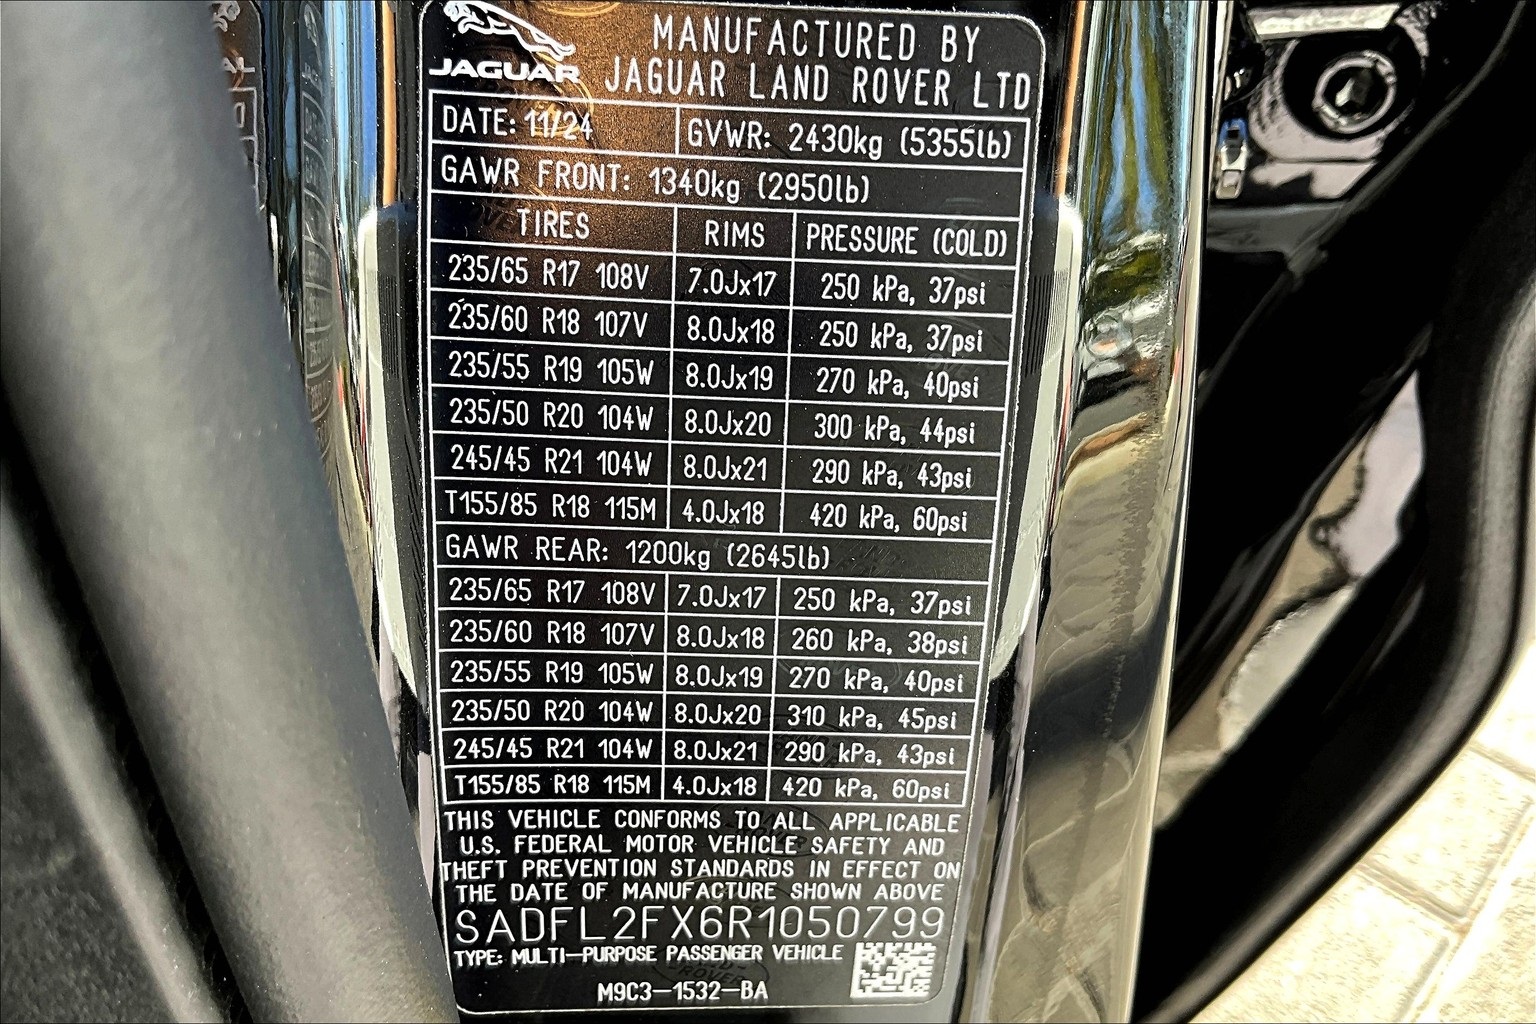 JAGUAR
MANUFACTURED BY
JAGUAR LAND ROVER LTD
DATE: 11/24 GVWR: 2430kg (5355lb)
GAWR FRONT: 1340kg (2950lb)
TIRES RIMS PRESSURE (COLD)
235/65 R17 108V 7.0Jx17 250 kPa, 37psi
235/60 R18 107V 8.0Jx18 250 kPa, 37psi
235/55 R19 105W 8.0Jx19 270 kPa, 40psi
235/50 R20 104W 8.0Jx20 300 kPa, 44psi
245/45 R21 104W 8.0Jx21 290 kPa, 43psi
T155/85 R18 115M 4.0Jx18 420 kPa, 60psi
GAWR REAR: 1200kg (2645lb)
235/65 R17 108V 7.0Jx17 250 kPa, 37psi
235/60 R18 107V 8.0Jx18 260 kPa, 38psi
235/55 R19 105W 8.0Jx19 270 kPa, 40psi
235/50 R20 104W 8.0Jx20 310 kPa, 45psi
245/45 R21 104W 8.0Jx21 290 kPa, 43psi
T155/85 R18 115M 4.0Jx18 420 kPa, 60psi
THIS VEHICLE CONFORMS TO ALL APPLICABLE
U.S. FEDERAL MOTOR VEHICLE SAFETY AND
THEFT PREVENTION STANDARDS IN EFFECT ON
THE DATE OF MANUFACTURE SHOWN ABOVE
SADFL2FX6R1050799
TYPE: MULTI-PURPOSE PASSENGER VEHICLE
M9C3-1532-BA